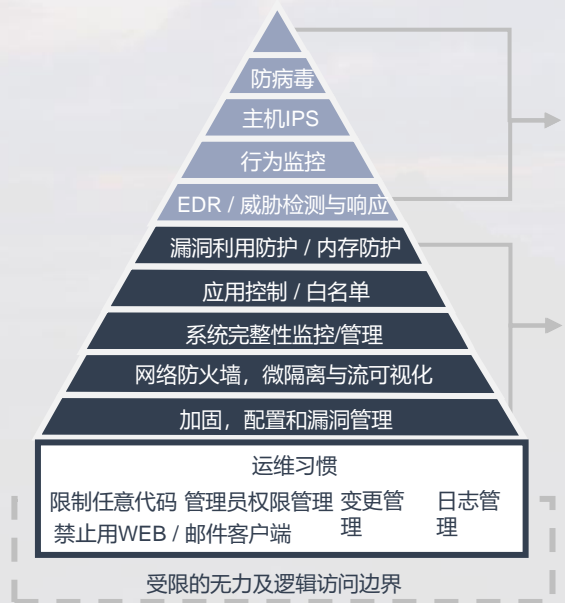 防病毒
主机IPS
行为监控
EDR / 威胁检测与响应
漏洞利用防护 / 内存防护
应用控制 / 白名单
系统完整性监控/管理
网络防火墙，微隔离与流可视化
加固，配置和漏洞管理
运维习惯
限制任意代码 管理员权限管理 变更管理 日志管理
禁止用WEB / 邮件客户端
受限的无力及逻辑访问边界